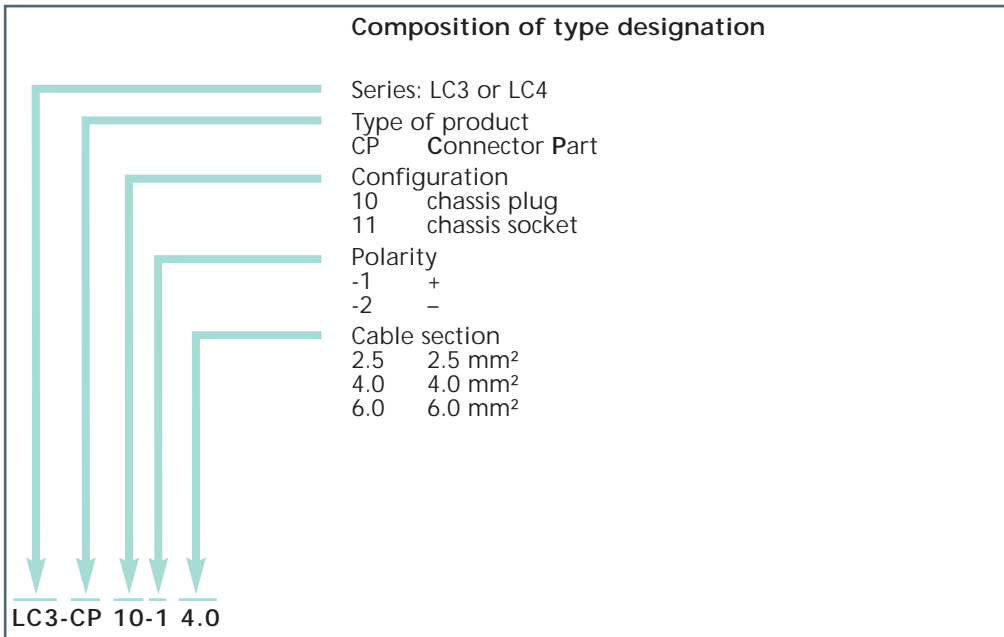 Composition of type designation
Series: LC3 or LC4
Type of product
CP Connector Part
Configuration
10 chassis plug
11 chassis socket
Polarity
-1 +
-2 –
Cable section
2.5 2.5 mm²
4.0 4.0 mm²
6.0 6.0 mm²
LC3-CP 10-1 4.0